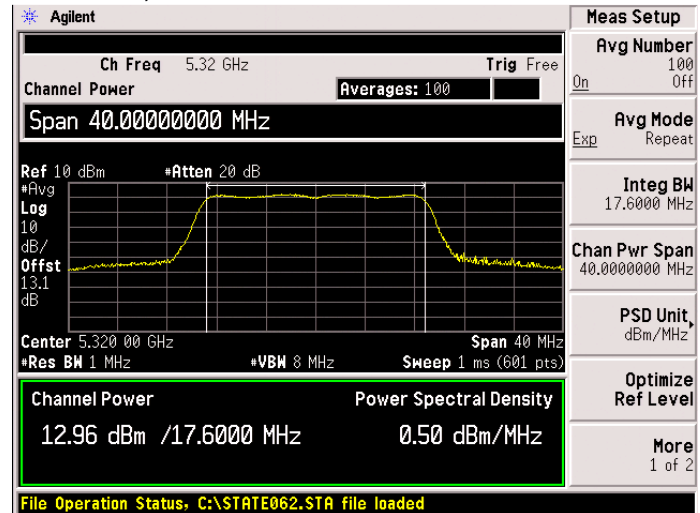 Agilent
Meas Setup
Ch Freq 5.32 GHz Trig Free
Channel Power Averages: 100
Span 40.00000000 MHz
Ref 10 dBm #Atten 20 dB
#Avg
Log
10
dB/
Offst
13.1
dB
Center 5.320 00 GHz Span 40 MHz
#Res BW 1 MHz #VBW 8 MHz Sweep 1 ms (601 pts)
Channel Power Power Spectral Density
12.96 dBm /17.6000 MHz 0.50 dBm/MHz
File Operation Status, C:\STATE062.STA file loaded
Avg Number
100
On Off
Avg Mode
Exp Repeat
Integ BW
17.6000 MHz
Chan Pwr Span
40.0000000 MHz
PSD Unit
dBm/MHz
Optimize
Ref Level
More
1 of 2